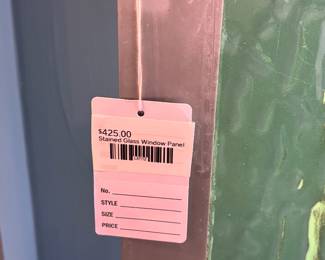 $425.00
Stained Glass Window Panel
No.
STYLE
SIZE
PRICE